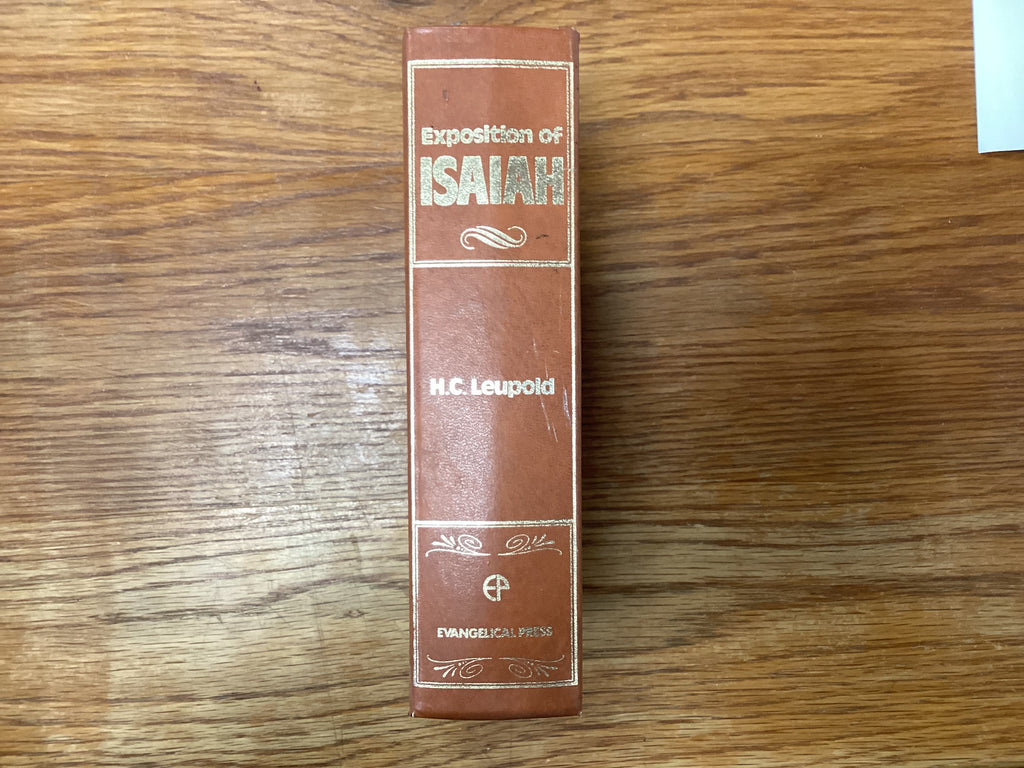 Exposition of
ISAIAH
H.C. Leupold
EP
EVANGELICAL PRESS